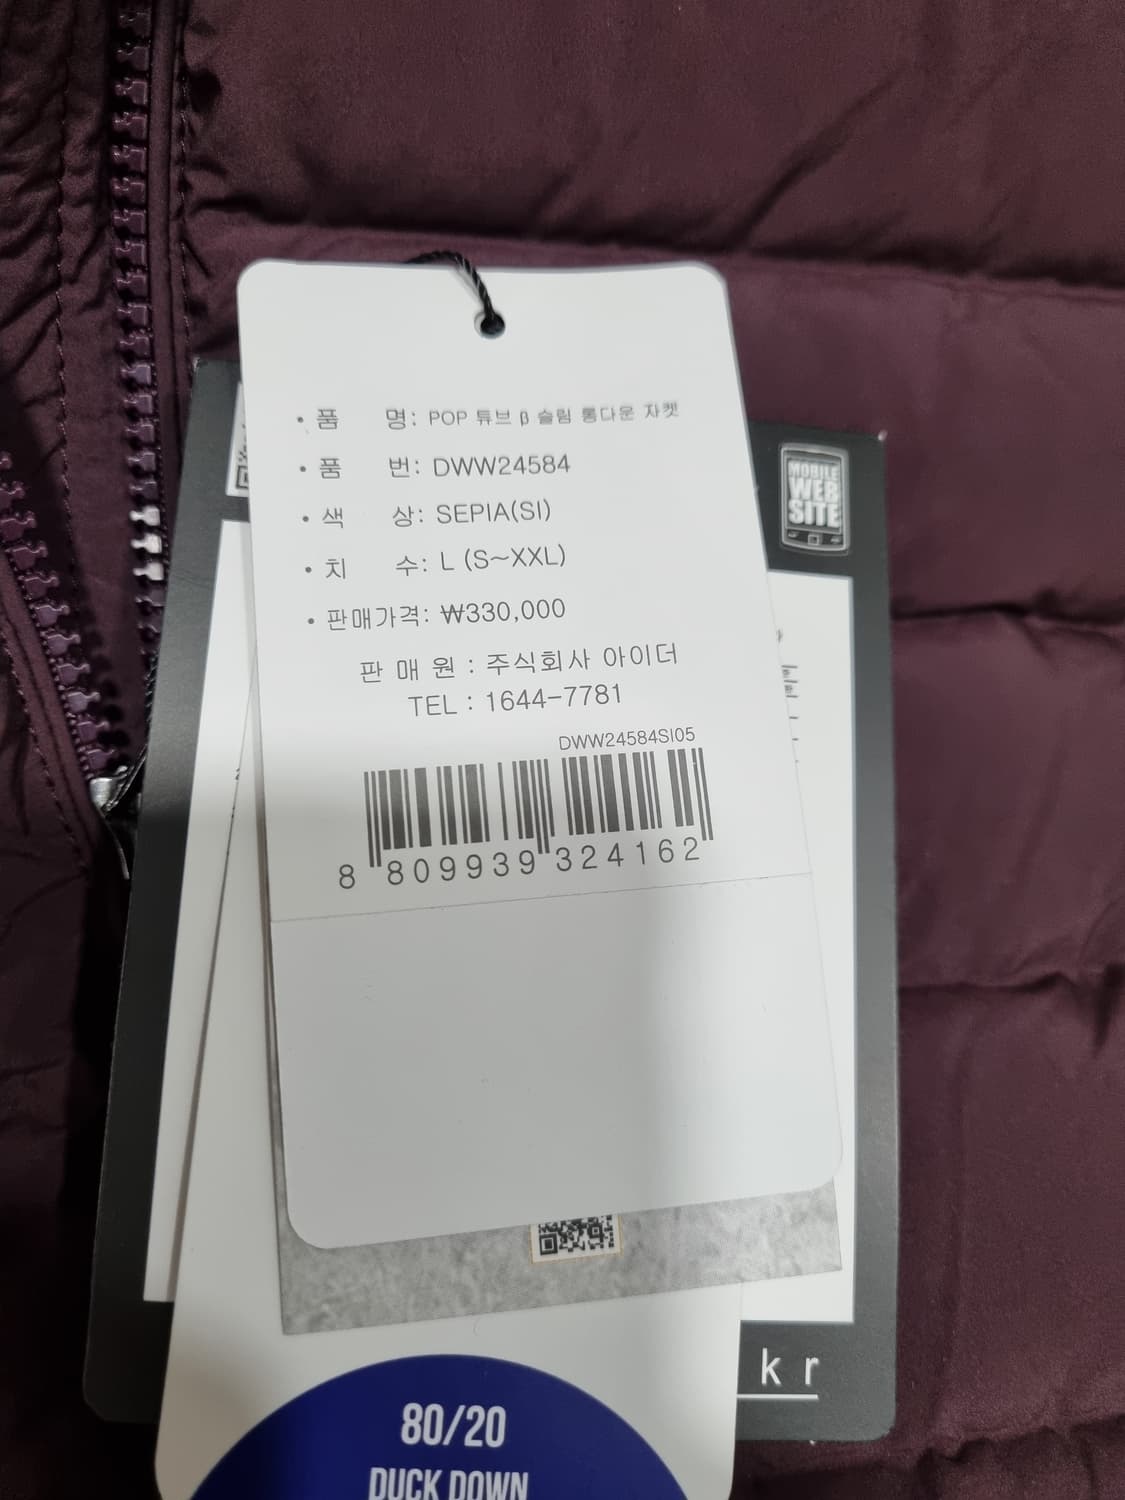 • 품 명: POP 튜브 β 슬림 롱다운 자켓
• 품 번: DWW24584
• 색 상: SEPIA(SI)
• 치 수: L (S~XXL)
• 판매가격: ₩330,000
판 매 원 : 주식회사 아이더
TEL : 1644-7781
DWW24584SI05
8 809939 324162
MOBILE
WEB
SITE
kr
80/20
DUCK DOWN